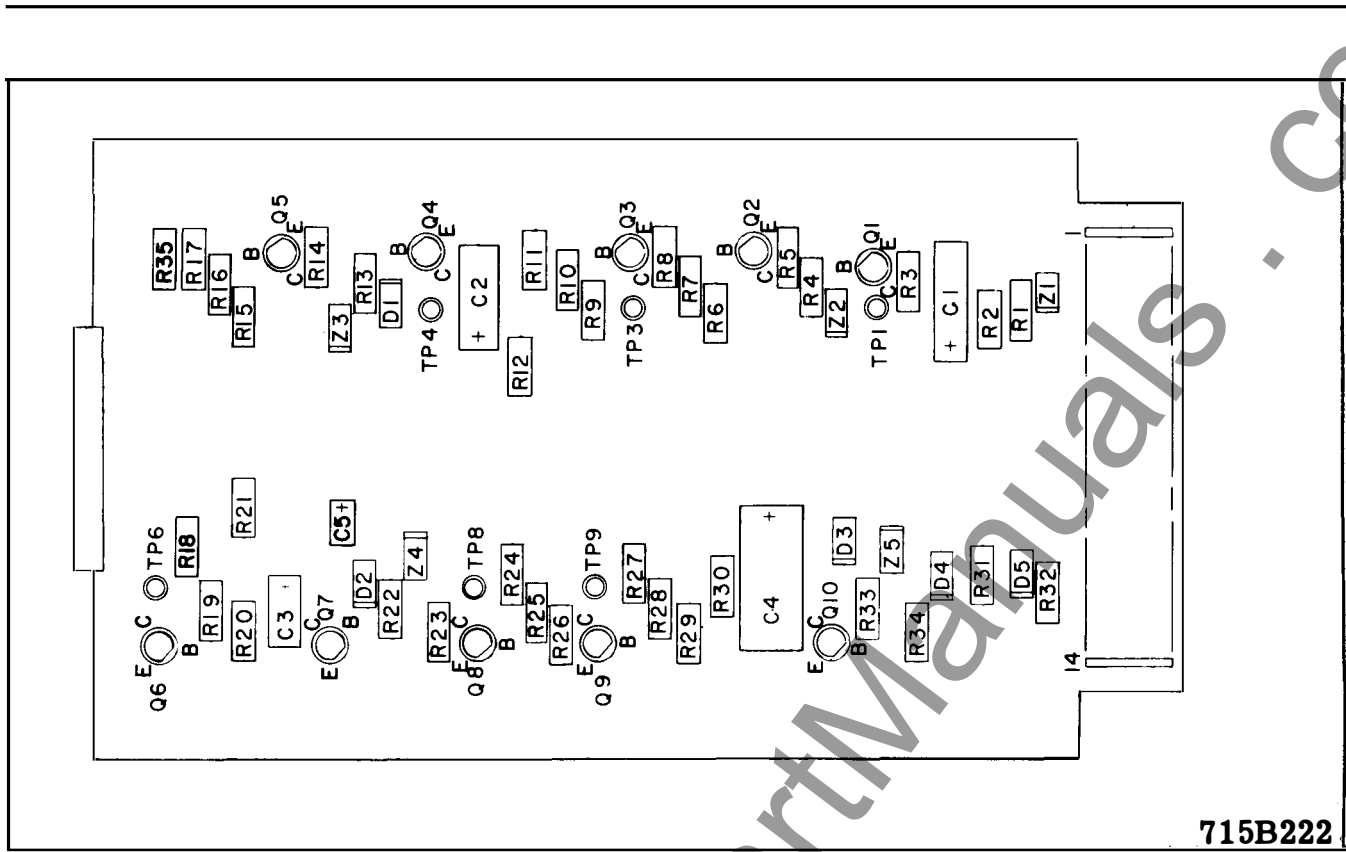 R35
R17
R16
R15
B
Q5
E
C
R14
Z3
R13
D1
B
Q4
E
C
TP4
+ C2
R12
R11
R10
R9
B
Q3
E
C
TP3
R8
R7
R6
B
Q2
E
C
R5
R4
Z2
B
Q1
E
C
TP1
R3
+ C1
R2
R1
Z1
1
TP6
R18
R21
C5+
C
E
B
Q6
R19
R20
C3 +
Q7
C
B
E
D2
R22
Z4
R23
TP8
C
E
B
Q8
R24
R25
R26
TP9
C
E
B
Q9
R27
R28
R29
R30
C4 +
D3
Z5
Q10
C
E
B
R33
R34
D4
R31
D5
R32
14
715B222
rtManuals . co